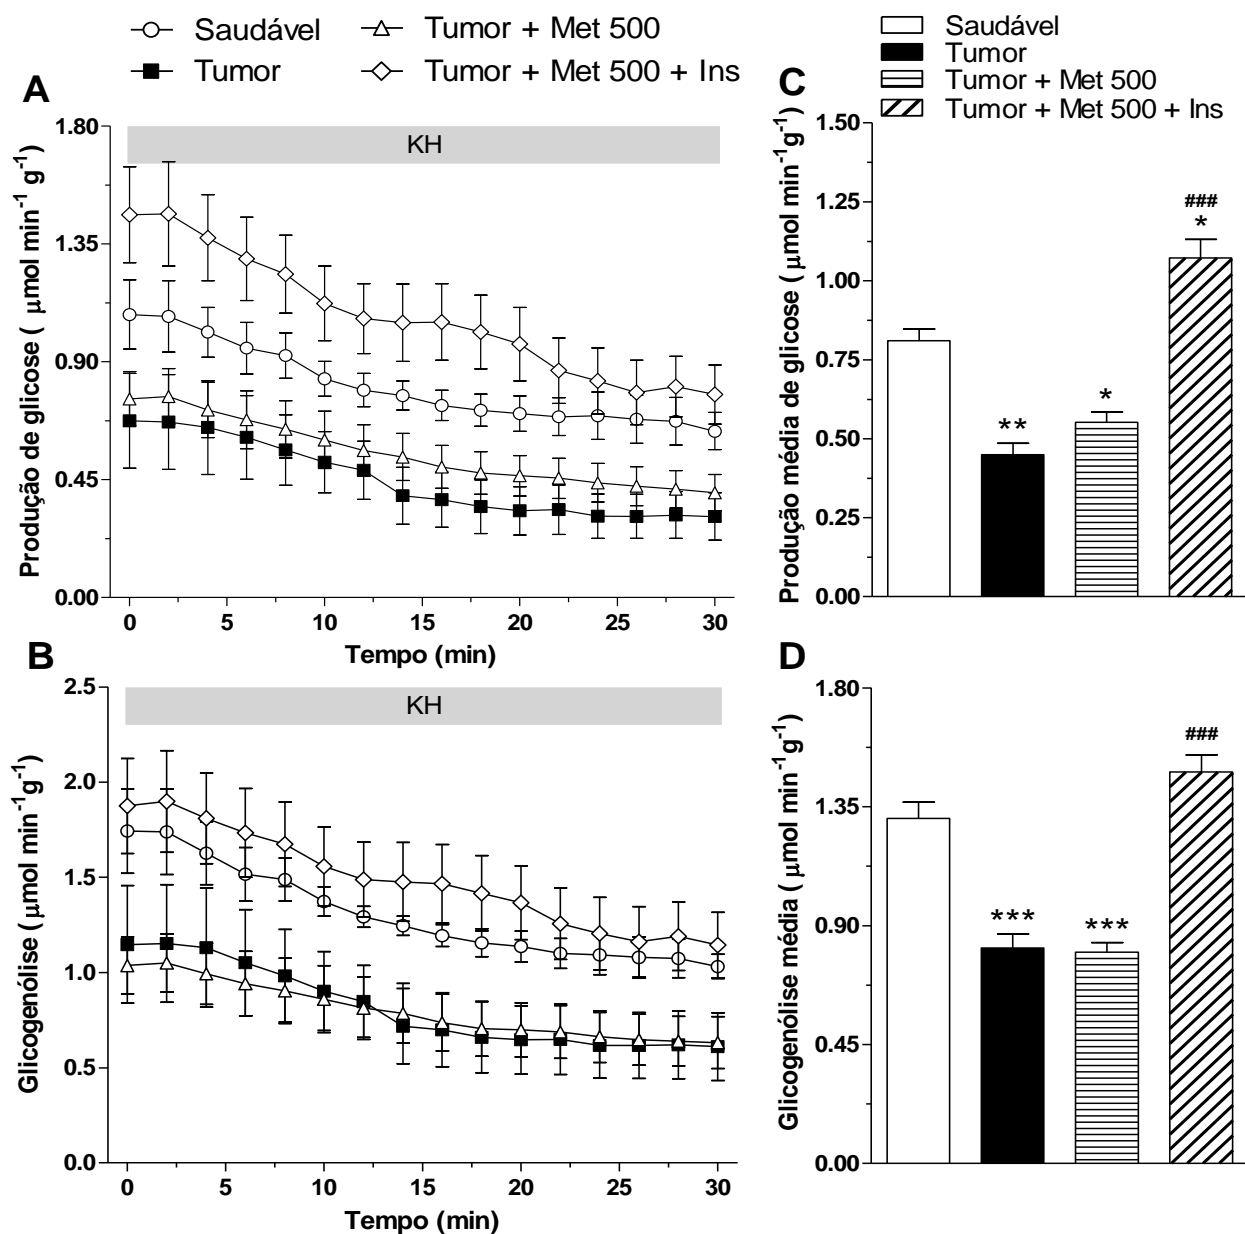 Saudável
Tumor
Tumor + Met 500
Tumor + Met 500 + Ins
A
KH
Produção de glicose ( μmol min⁻¹ g⁻¹)
1.80
1.35
0.90
0.45
0.00
0 5 10 15 20 25 30
Tempo (min)
B
KH
Glicogenólise ( μmol min⁻¹g⁻¹)
2.5
2.0
1.5
1.0
0.5
0.0
0 5 10 15 20 25 30
Tempo (min)
C
Saudável
Tumor
Tumor + Met 500
Tumor + Met 500 + Ins
Produção média de glicose ( μmol min⁻¹g⁻¹)
1.50
1.25
1.00
0.75
0.50
0.25
0.00
**
*
###
*
D
Glicogenólise média ( μmol min⁻¹g⁻¹)
1.80
1.35
0.90
0.45
0.00
***
***
###